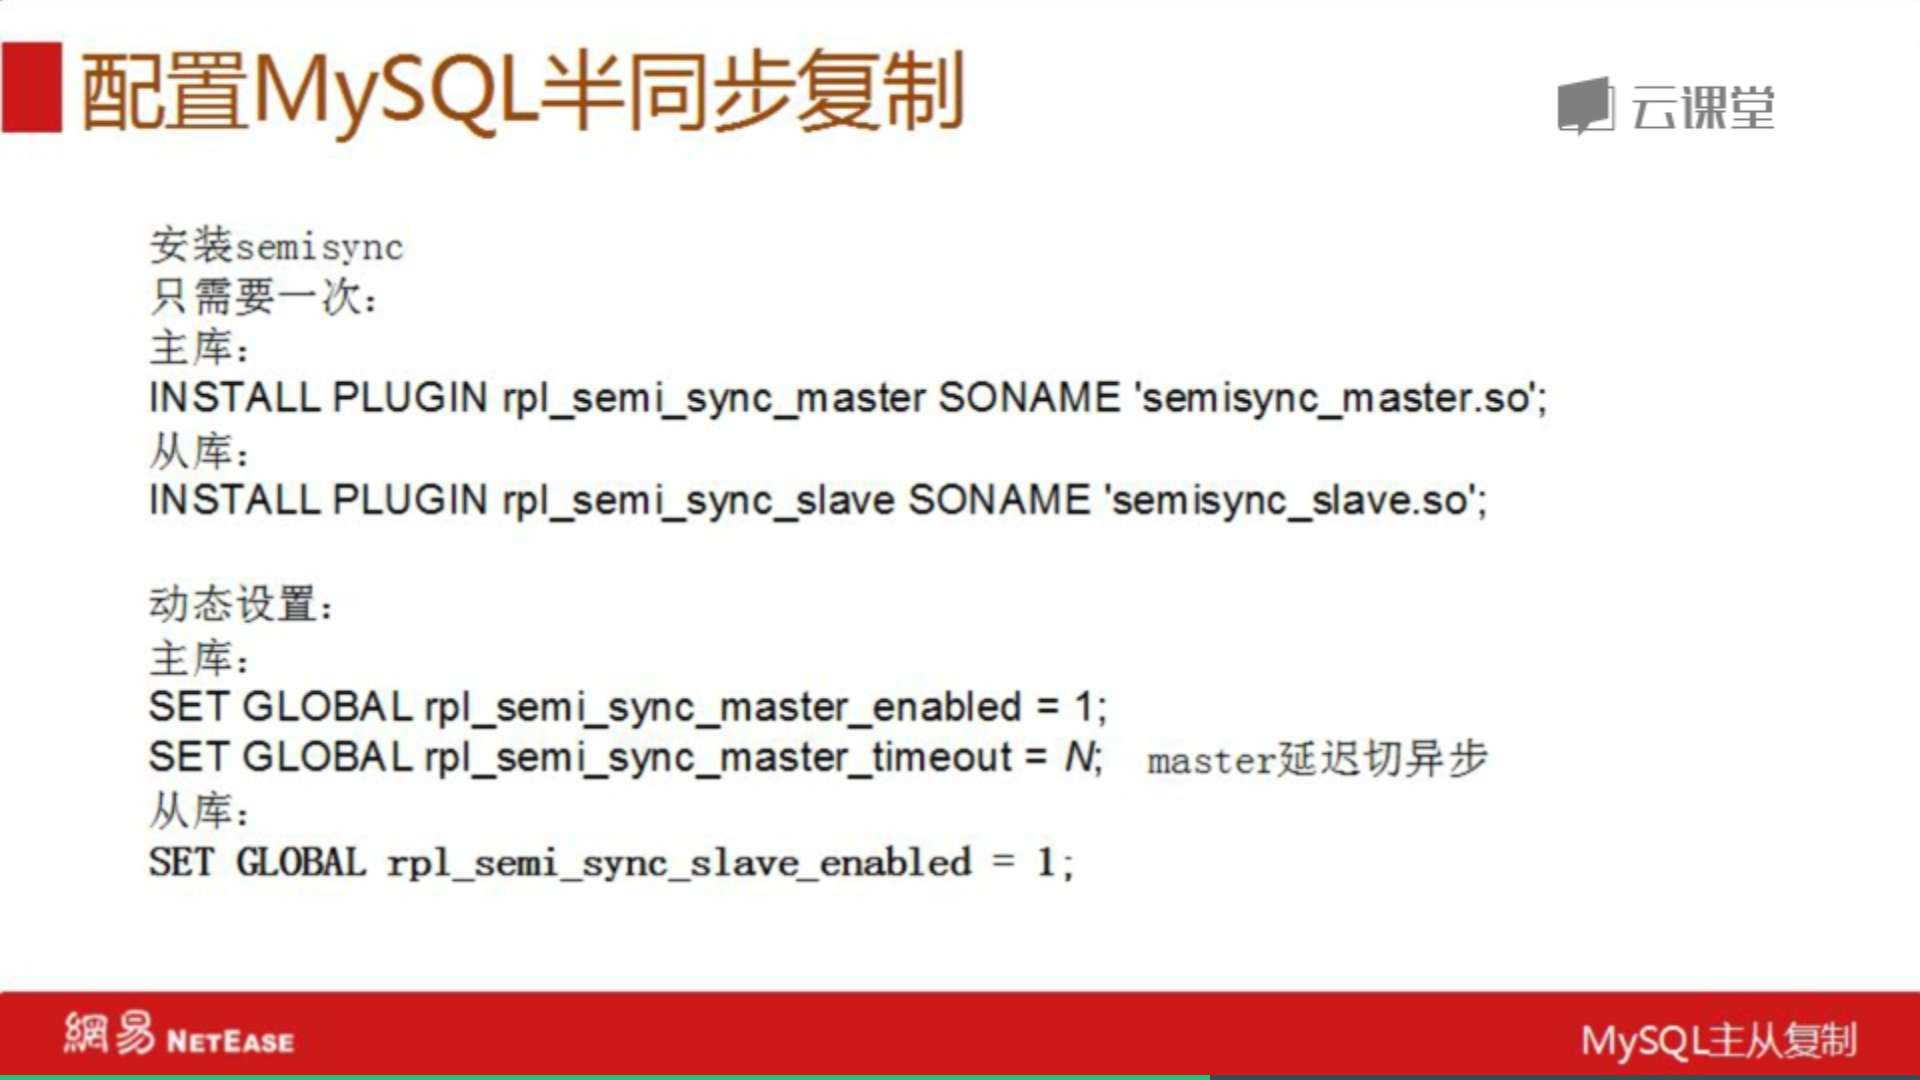 配置MySQL半同步复制
云课堂
安装semisync
只需要一次：
主库：
INSTALL PLUGIN rpl_semi_sync_master SONAME 'semisync_master.so';
从库：
INSTALL PLUGIN rpl_semi_sync_slave SONAME 'semisync_slave.so';
动态设置：
主库：
SET GLOBAL rpl_semi_sync_master_enabled = 1;
SET GLOBAL rpl_semi_sync_master_timeout = N; master延迟切异步
从库：
SET GLOBAL rpl_semi_sync_slave_enabled = 1;
網易 NETEASE
MySQL主从复制